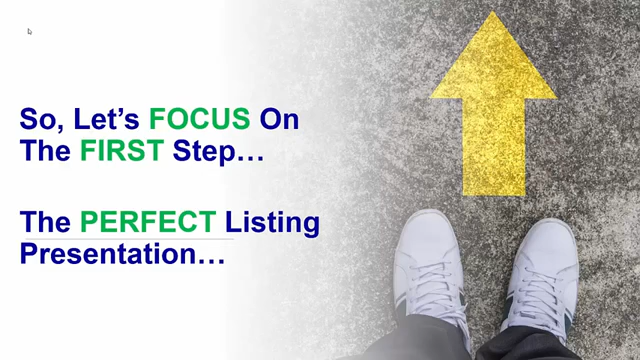 So, Let’s FOCUS On
The FIRST Step…
The PERFECT Listing
Presentation…